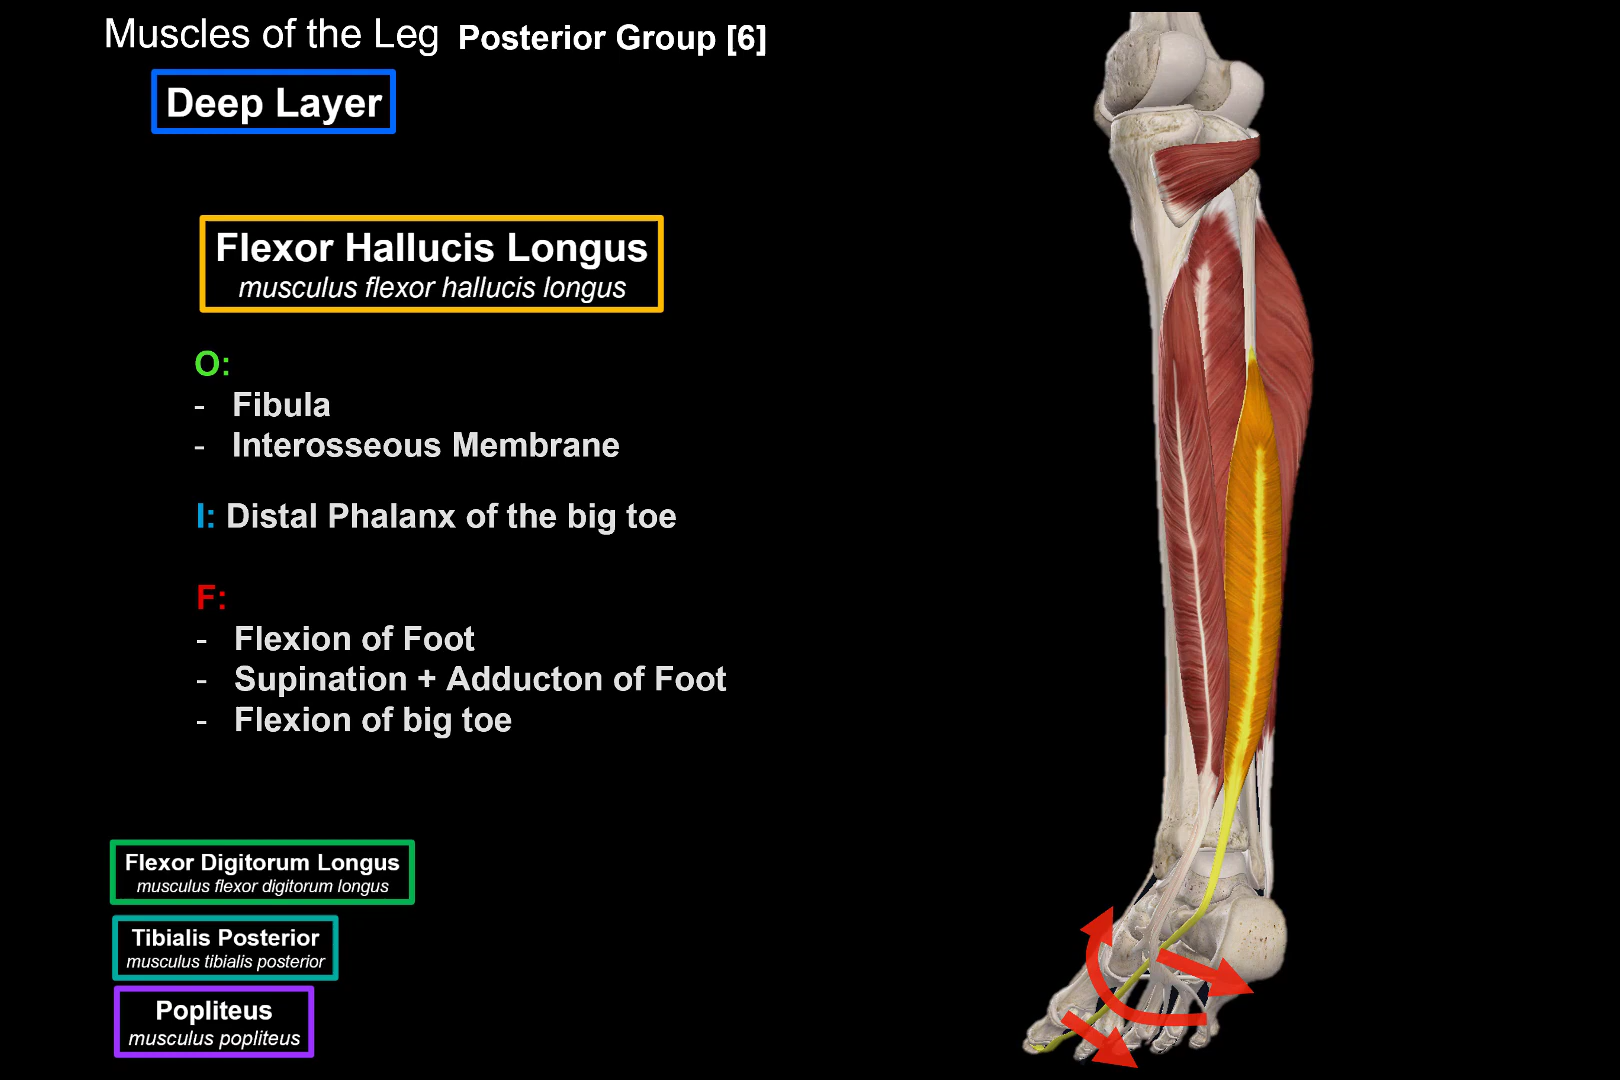 Muscles of the Leg Posterior Group [6]
Deep Layer
Flexor Hallucis Longus
musculus flexor hallucis longus
O:
- Fibula
- Interosseous Membrane
I: Distal Phalanx of the big toe
F:
- Flexion of Foot
- Supination + Adducton of Foot
- Flexion of big toe
Flexor Digitorum Longus
musculus flexor digitorum longus
Tibialis Posterior
musculus tibialis posterior
Popliteus
musculus popliteus